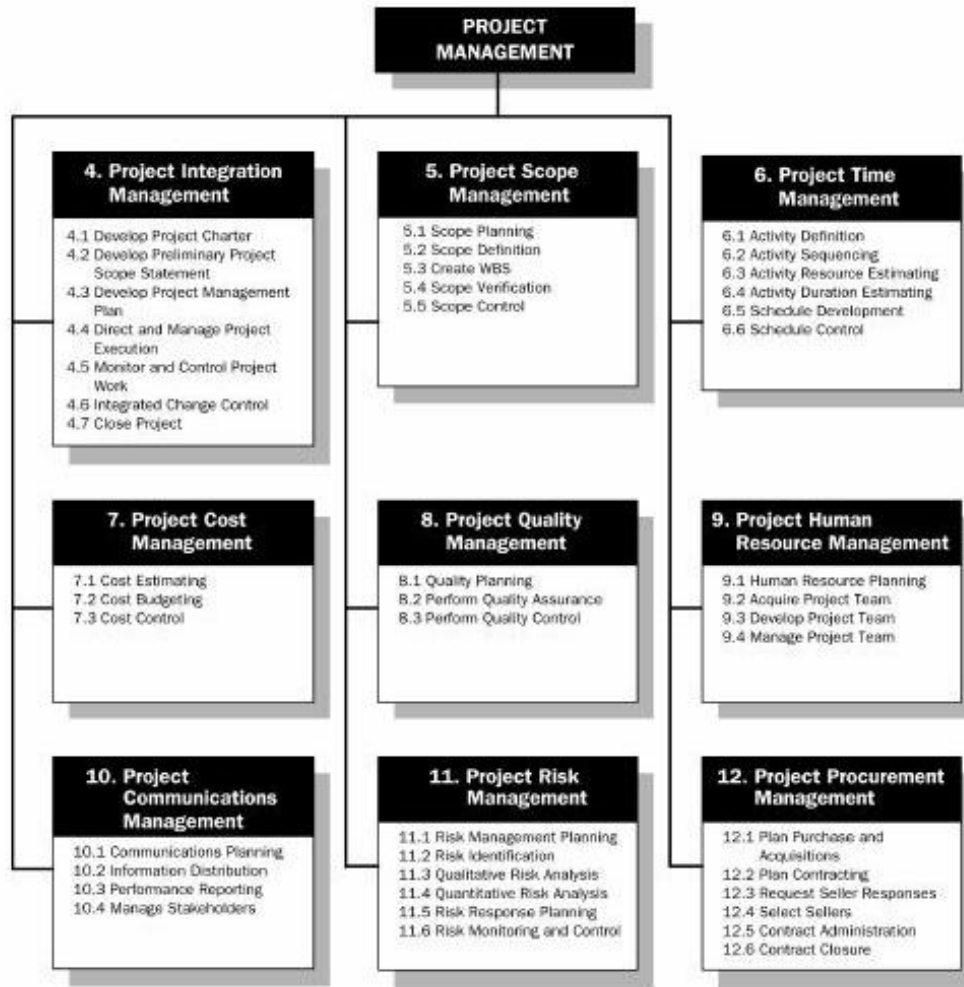 PROJECT
MANAGEMENT
4. Project Integration
Management
4.1 Develop Project Charter
4.2 Develop Preliminary Project
Scope Statement
4.3 Develop Project Management
Plan
4.4 Direct and Manage Project
Execution
4.5 Monitor and Control Project
Work
4.6 Integrated Change Control
4.7 Close Project
5. Project Scope
Management
5.1 Scope Planning
5.2 Scope Definition
5.3 Create WBS
5.4 Scope Verification
5.5 Scope Control
6. Project Time
Management
6.1 Activity Definition
6.2 Activity Sequencing
6.3 Activity Resource Estimating
6.4 Activity Duration Estimating
6.5 Schedule Development
6.6 Schedule Control
7. Project Cost
Management
7.1 Cost Estimating
7.2 Cost Budgeting
7.3 Cost Control
8. Project Quality
Management
8.1 Quality Planning
8.2 Perform Quality Assurance
8.3 Perform Quality Control
9. Project Human
Resource Management
9.1 Human Resource Planning
9.2 Acquire Project Team
9.3 Develop Project Team
9.4 Manage Project Team
10. Project
Communications
Management
10.1 Communications Planning
10.2 Information Distribution
10.3 Performance Reporting
10.4 Manage Stakeholders
11. Project Risk
Management
11.1 Risk Management Planning
11.2 Risk Identification
11.3 Qualitative Risk Analysis
11.4 Quantitative Risk Analysis
11.5 Risk Response Planning
11.6 Risk Monitoring and Control
12. Project Procurement
Management
12.1 Plan Purchase and
Acquisitions
12.2 Plan Contracting
12.3 Request Seller Responses
12.4 Select Sellers
12.5 Contract Administration
12.6 Contract Closure